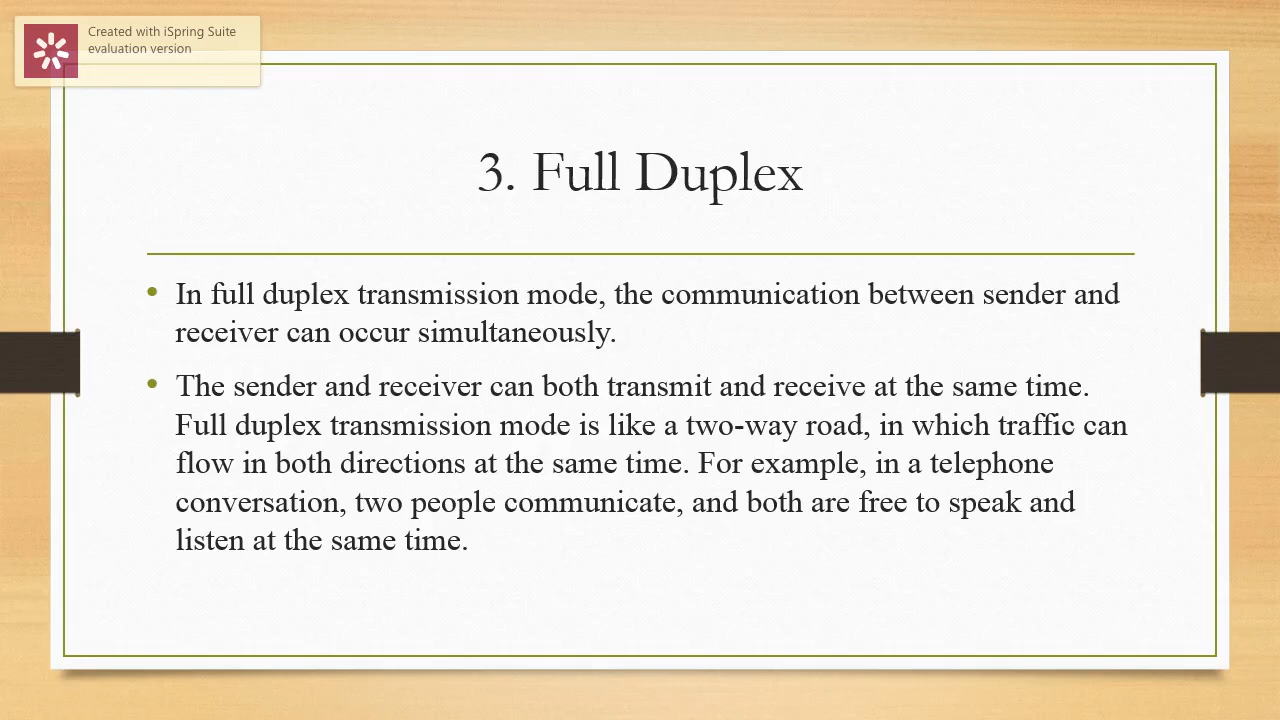 Created with iSpring Suite
evaluation version
3. Full Duplex
• In full duplex transmission mode, the communication between sender and
receiver can occur simultaneously.
• The sender and receiver can both transmit and receive at the same time.
Full duplex transmission mode is like a two-way road, in which traffic can
flow in both directions at the same time. For example, in a telephone
conversation, two people communicate, and both are free to speak and
listen at the same time.